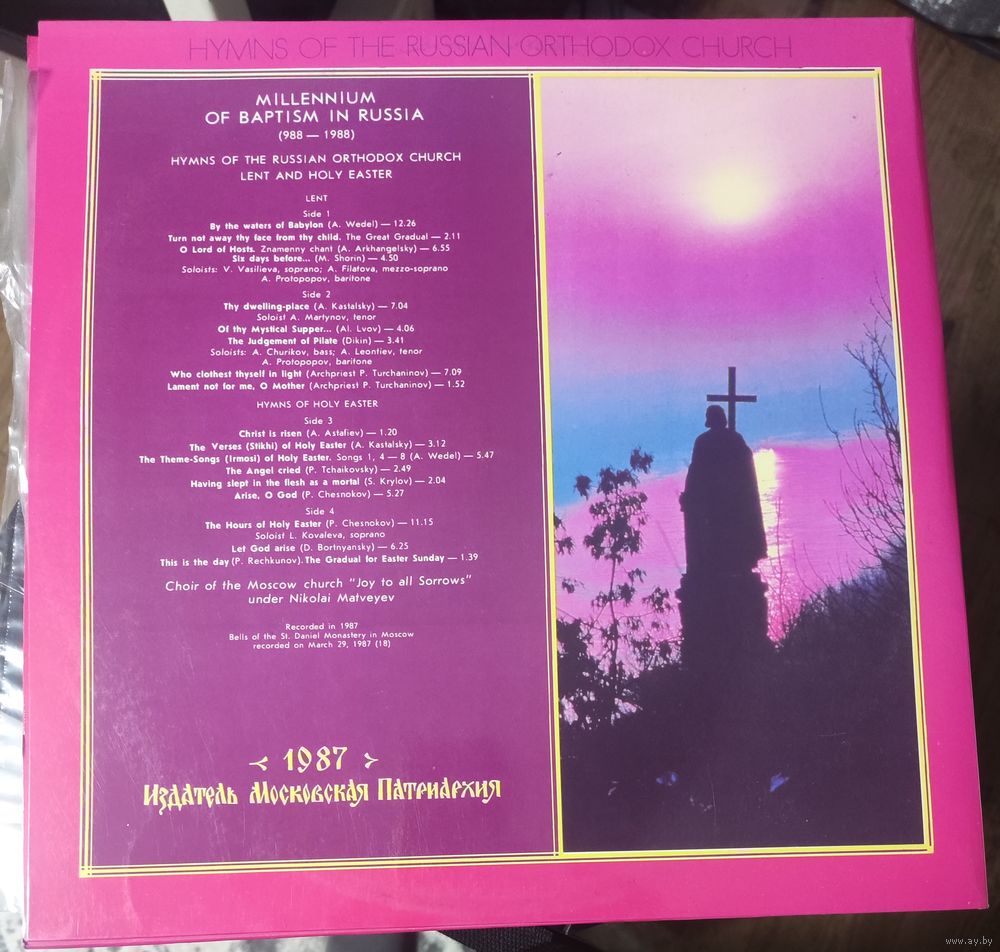 HYMNS OF THE RUSSIAN ORTHODOX CHURCH
MILLENNIUM
OF BAPTISM IN RUSSIA
(988 — 1988)
HYMNS OF THE RUSSIAN ORTHODOX CHURCH
LENT AND HOLY EASTER
LENT
Side 1
By the waters of Babylon (A. Wedel) — 12.26
Turn not away thy face from thy child. The Great Gradual — 2.11
O Lord of Hosts. Znamenny chant (A. Arkhangelsky) — 6.55
Six days before... (M. Shorin) — 4.50
Soloists: V. Vasilieva, soprano; A. Filatova, mezzo-soprano
A. Protopopov, baritone
Side 2
Thy dwelling-place (A. Kastalsky) — 7.04
Soloist A. Martynov, tenor
Of thy Mystical Supper... (Al. Lvov) — 4.06
The Judgement of Pilate (Dikin) — 3.41
Soloists: A. Churikov, bass; A. Leontiev, tenor
A. Protopopov, baritone
Who clothest thyself in light (Archpriest P. Turchaninov) — 7.09
Lament not for me, O Mother (Archpriest P. Turchaninov) — 1.52
HYMNS OF HOLY EASTER
Side 3
Christ is risen (A. Astafiev) — 1.20
The Verses (Stikhi) of Holy Easter (A. Kastalsky) — 3.12
The Theme-Songs (Irmosi) of Holy Easter. Songs 1, 4 — 8 (A. Wedel) — 5.47
The Angel cried (P. Tchaikovsky) — 2.49
Having slept in the flesh as a mortal (S. Krylov) — 2.04
Arise, O God (P. Chesnokov) — 5.27
Side 4
The Hours of Holy Easter (P. Chesnokov) — 11.15
Soloist L. Kovaleva, soprano
Let God arise (D. Bortnyansky) — 6.25
This is the day (P. Rechkunov). The Gradual for Easter Sunday — 1.39
Choir of the Moscow church "Joy to all Sorrows"
under Nikolai Matveyev
Recorded in 1987
Bells of the St. Daniel Monastery in Moscow
recorded on March 29, 1987 (18)
1987
Издатель Московская Патриархия
www.ay.by